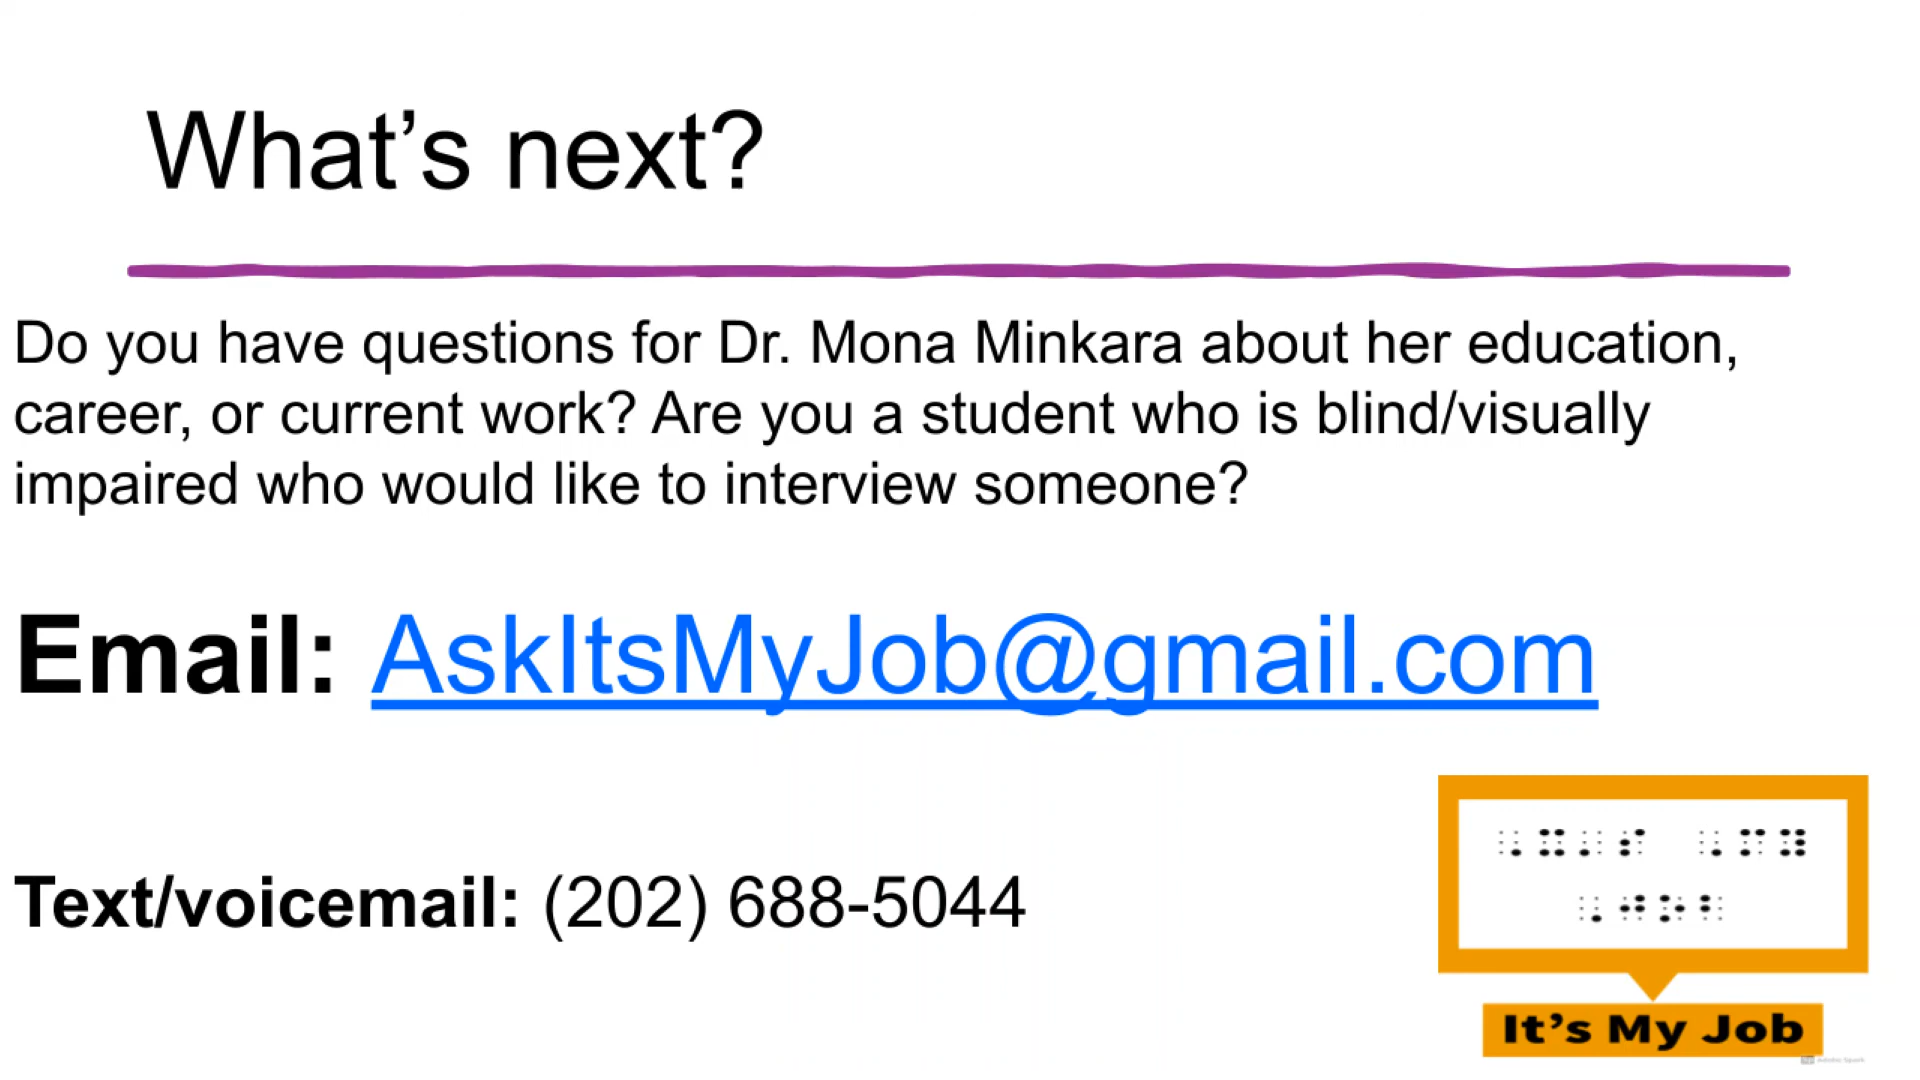 What’s next?
Do you have questions for Dr. Mona Minkara about her education,
career, or current work? Are you a student who is blind/visually
impaired who would like to interview someone?
Email: AskItsMyJob@gmail.com
Text/voicemail: (202) 688-5044
⠠⠭⠄⠎ ⠠⠍⠽
⠠⠚⠕⠃
It’s My Job